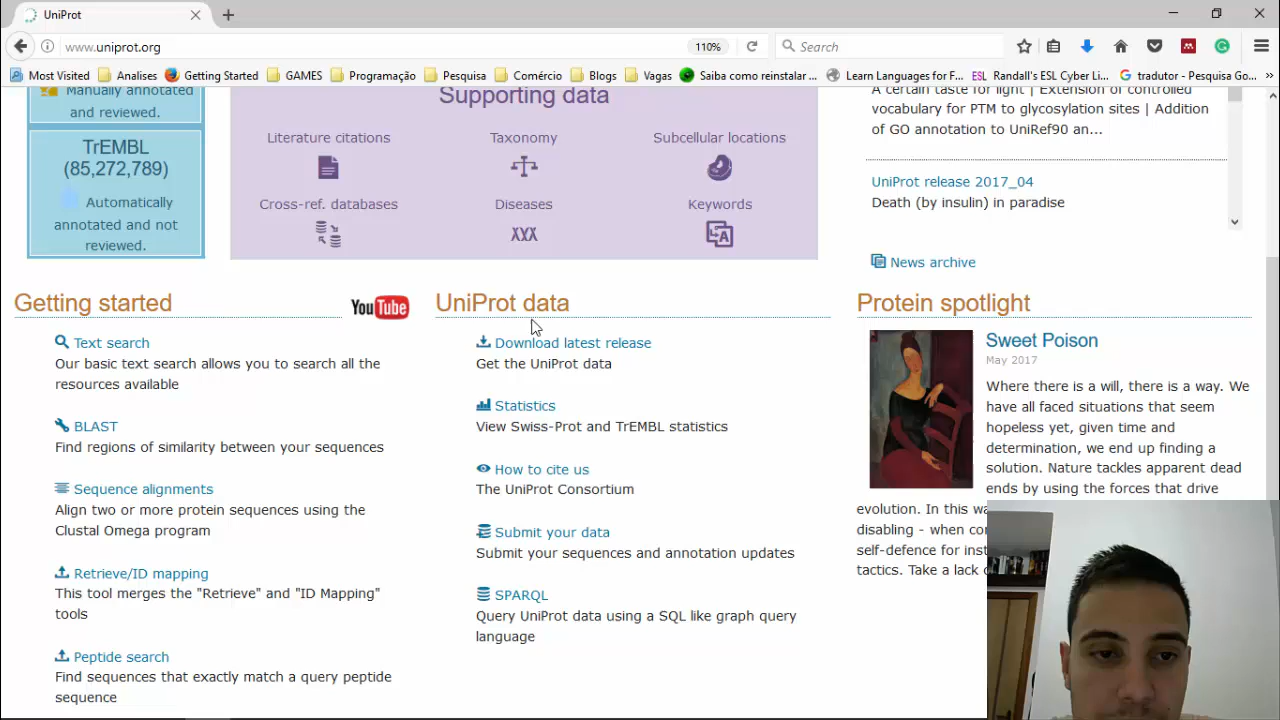 UniProt
www.uniprot.org
110%
Search
Most Visited
Analises
Getting Started
GAMES
Programação
Pesquisa
Comércio
Blogs
Vagas
Saiba como reinstalar ...
Learn Languages for F...
ESL Randall's ESL Cyber Li...
tradutor - Pesquisa Go...
Manually annotated
and reviewed.
TrEMBL
(85,272,789)
Automatically
annotated and not
reviewed.
Supporting data
Literature citations
Taxonomy
Subcellular locations
Cross-ref. databases
Diseases
Keywords
A certain taste for light | Extension of controlled
vocabulary for PTM to glycosylation sites | Addition
of GO annotation to UniRef90 an...
UniProt release 2017_04
Death (by insulin) in paradise
News archive
Getting started
YouTube
Text search
Our basic text search allows you to search all the
resources available
BLAST
Find regions of similarity between your sequences
Sequence alignments
Align two or more protein sequences using the
Clustal Omega program
Retrieve/ID mapping
This tool merges the "Retrieve" and "ID Mapping"
tools
Peptide search
Find sequences that exactly match a query peptide
sequence
UniProt data
Download latest release
Get the UniProt data
Statistics
View Swiss-Prot and TrEMBL statistics
How to cite us
The UniProt Consortium
Submit your data
Submit your sequences and annotation updates
SPARQL
Query UniProt data using a SQL like graph query
language
Protein spotlight
Sweet Poison
May 2017
Where there is a will, there is a way. We
have all faced situations that seem
hopeless yet, given time and
determination, we end up finding a
solution. Nature tackles apparent dead
ends by using the forces that drive
evolution. In this
disabling - when
self-defence for
tactics. Take a lack